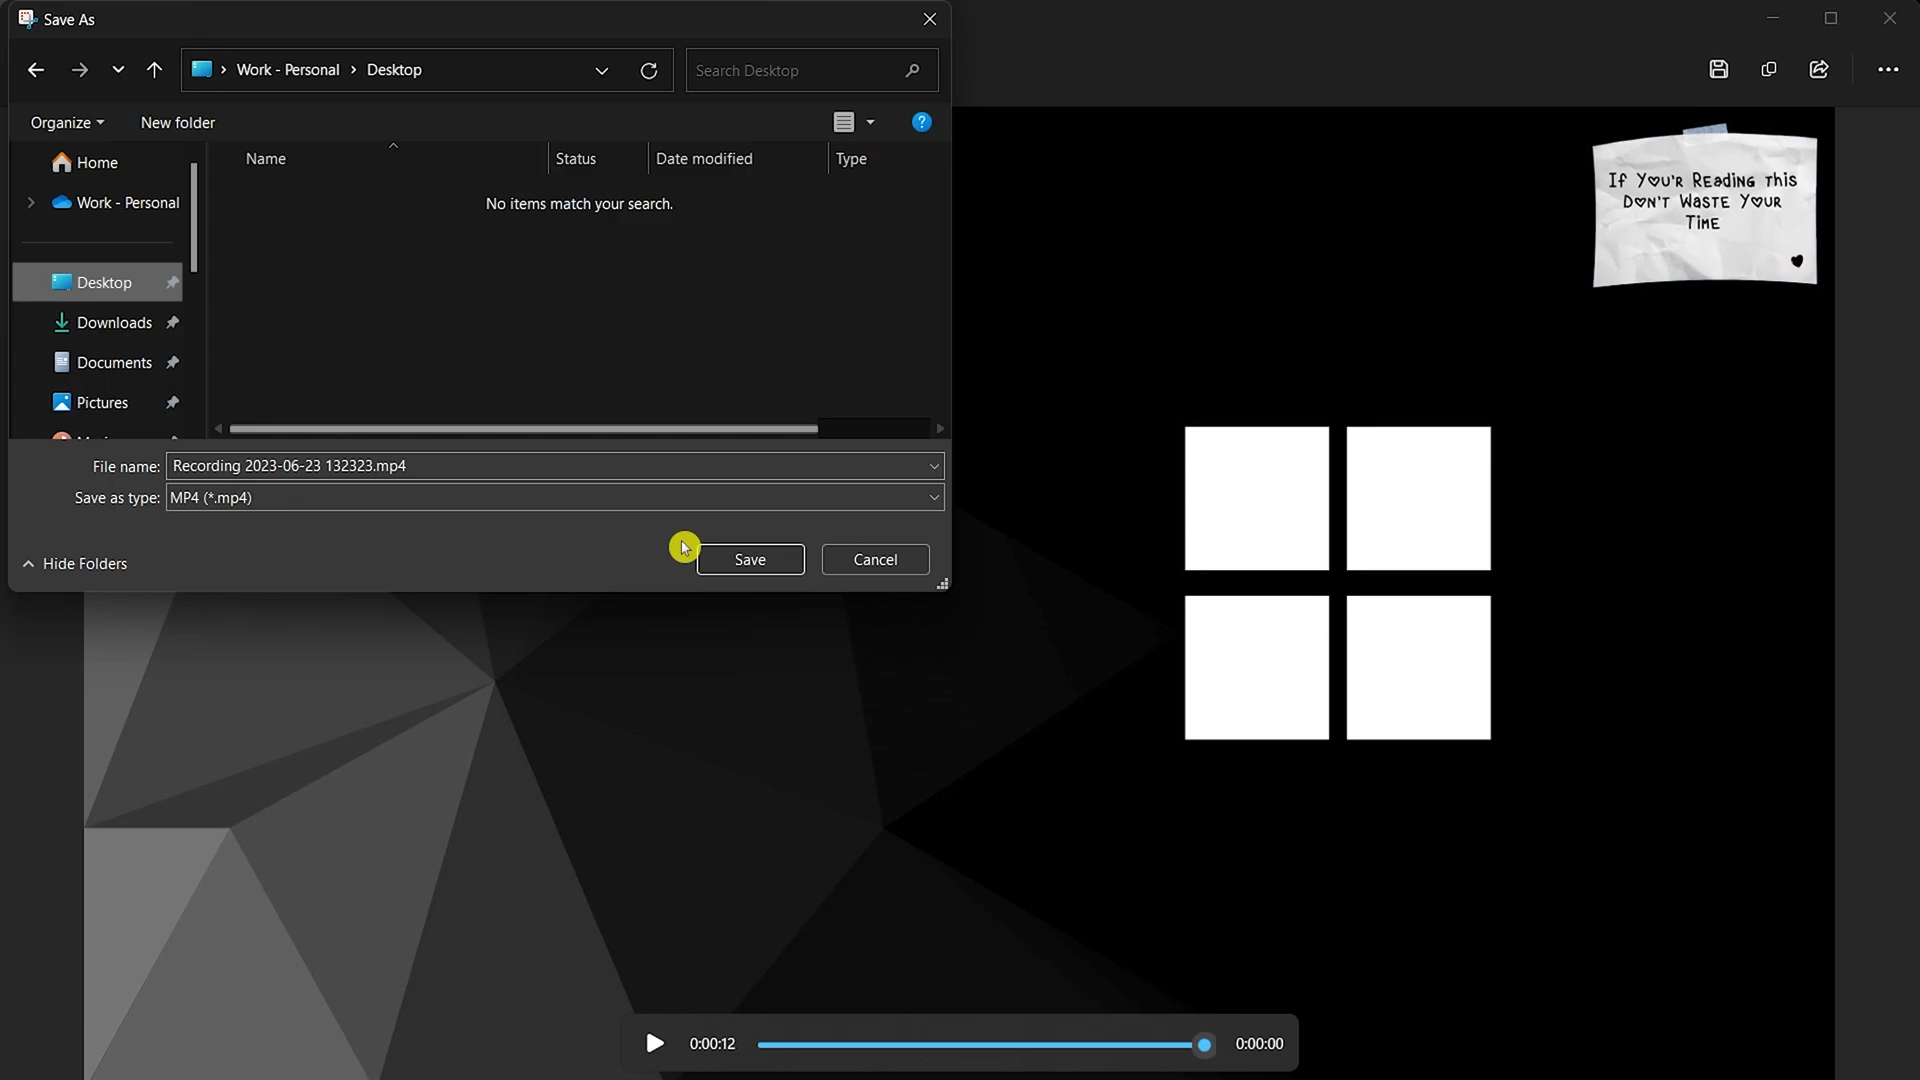 Save As
Work - Personal > Desktop
Search Desktop
Organize
New folder
?
Home
Work - Personal
Desktop
Downloads
Documents
Pictures
Name
Status
Date modified
Type
No items match your search.
File name: Recording 2023-06-23 132323.mp4
Save as type: MP4 (*.mp4)
Hide Folders
Save
Cancel
If You'r Reading this
Don't Waste Your
Time
0:00:12
0:00:00